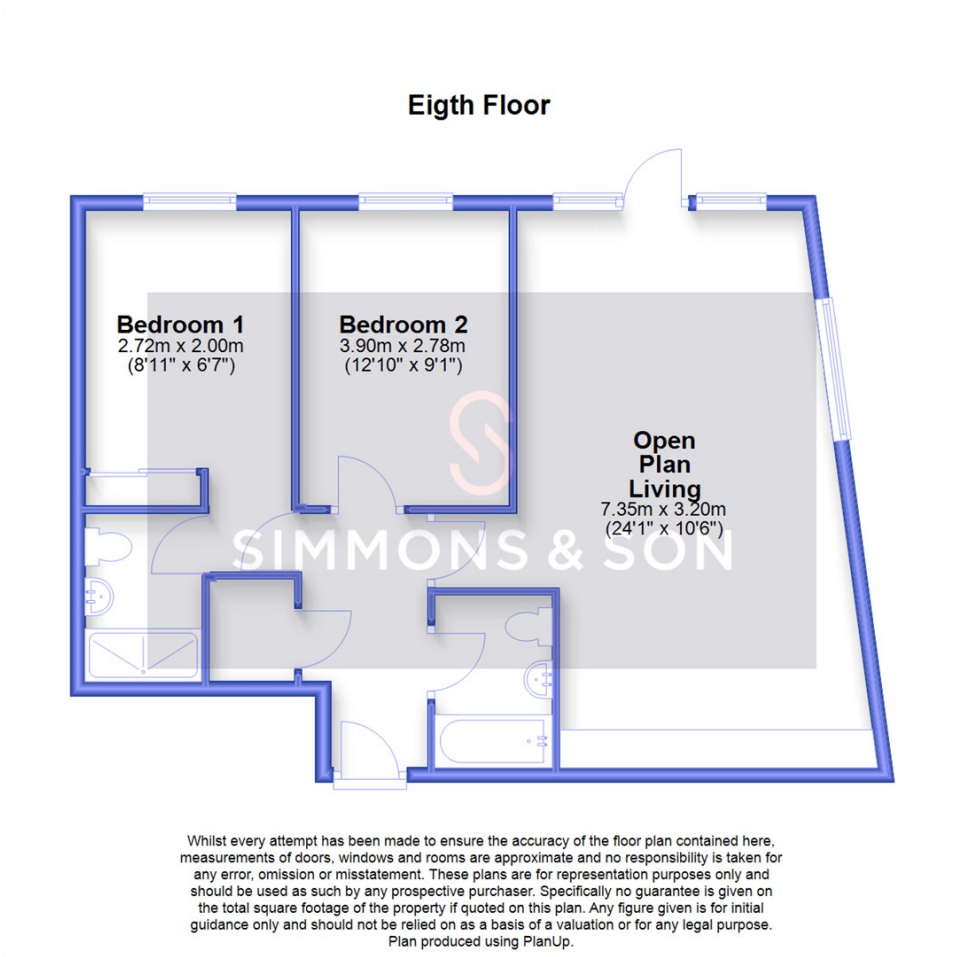 Eigth Floor
Bedroom 1
2.72m x 2.00m
(8'11" x 6'7")
Bedroom 2
3.90m x 2.78m
(12'10" x 9'1")
Open
Plan
Living
7.35m x 3.20m
(24'1" x 10'6")
SIMMONS & SON
Whilst every attempt has been made to ensure the accuracy of the floor plan contained here,
measurements of doors, windows and rooms are approximate and no responsibility is taken for
any error, omission or misstatement. These plans are for representation purposes only and
should be used as such by any prospective purchaser. Specifically no guarantee is given on
the total square footage of the property if quoted on this plan. Any figure given is for initial
guidance only and should not be relied on as a basis of a valuation or for any legal purpose.
Plan produced using PlanUp.